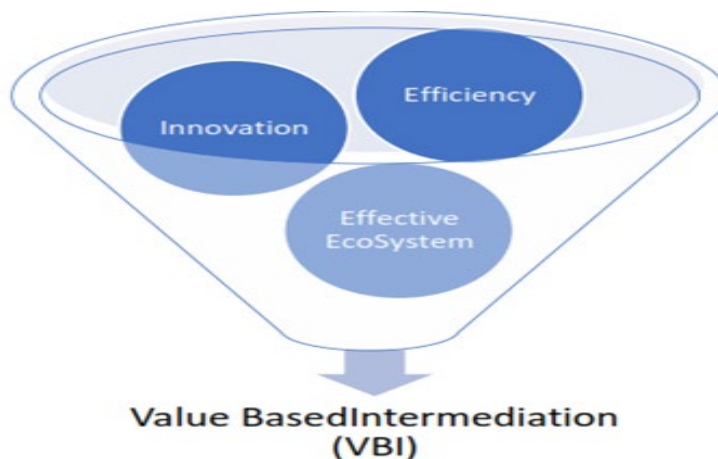 Efficiency
Innovation
Effective
EcoSystem
Value BasedIntermediation
(VBI)